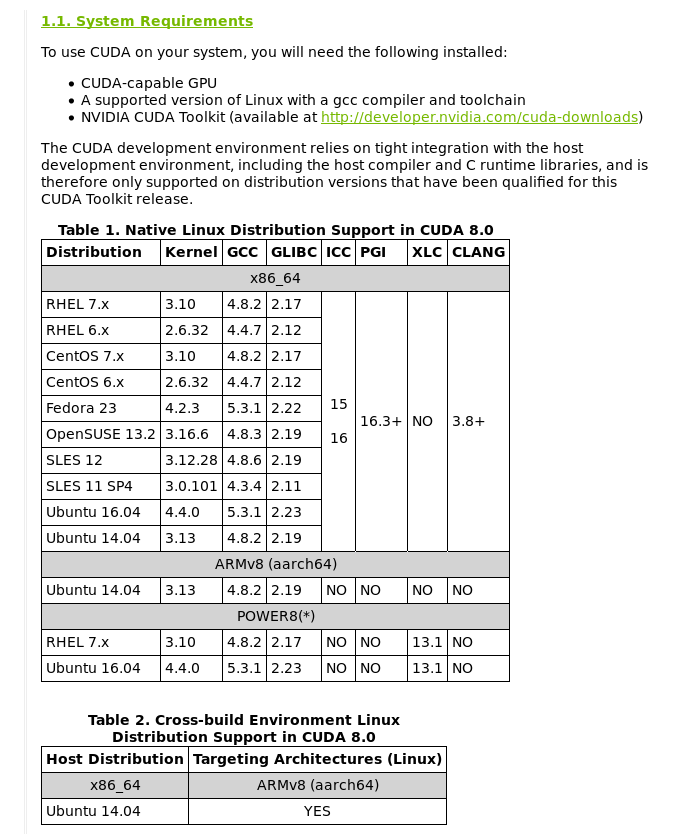 1.1. System Requirements
To use CUDA on your system, you will need the following installed:
• CUDA-capable GPU
• A supported version of Linux with a gcc compiler and toolchain
• NVIDIA CUDA Toolkit (available at http://developer.nvidia.com/cuda-downloads)
The CUDA development environment relies on tight integration with the host
development environment, including the host compiler and C runtime libraries, and is
therefore only supported on distribution versions that have been qualified for this
CUDA Toolkit release.
Table 1. Native Linux Distribution Support in CUDA 8.0
Distribution Kernel GCC GLIBC ICC PGI XLC CLANG
x86_64
RHEL 7.x 3.10 4.8.2 2.17
RHEL 6.x 2.6.32 4.4.7 2.12
CentOS 7.x 3.10 4.8.2 2.17
CentOS 6.x 2.6.32 4.4.7 2.12
Fedora 23 4.2.3 5.3.1 2.22 15
16.3+ NO 3.8+
OpenSUSE 13.2 3.16.6 4.8.3 2.19 16
SLES 12 3.12.28 4.8.6 2.19
SLES 11 SP4 3.0.101 4.3.4 2.11
Ubuntu 16.04 4.4.0 5.3.1 2.23
Ubuntu 14.04 3.13 4.8.2 2.19
ARMv8 (aarch64)
Ubuntu 14.04 3.13 4.8.2 2.19 NO NO NO NO
POWER8(*)
RHEL 7.x 3.10 4.8.2 2.17 NO NO 13.1 NO
Ubuntu 16.04 4.4.0 5.3.1 2.23 NO NO 13.1 NO
Table 2. Cross-build Environment Linux
Distribution Support in CUDA 8.0
Host Distribution Targeting Architectures (Linux)
x86_64 ARMv8 (aarch64)
Ubuntu 14.04 YES